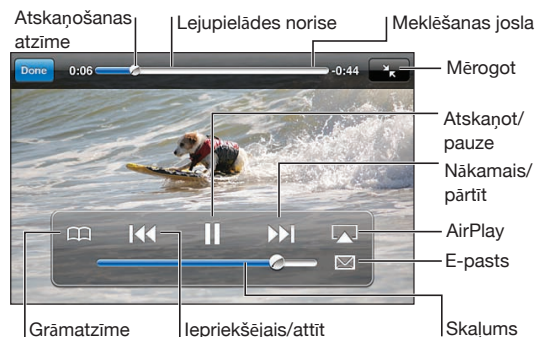 Atskaņošanas
atzīme
Lejupielādes norise
Meklēšanas josla
Done
0:06
-0:44
Mērogot
Atskaņot/
pauze
Nākamais/
pārtīt
AirPlay
E-pasts
Grāmatzīme
Iepriekšējais/attīt
Skaļums